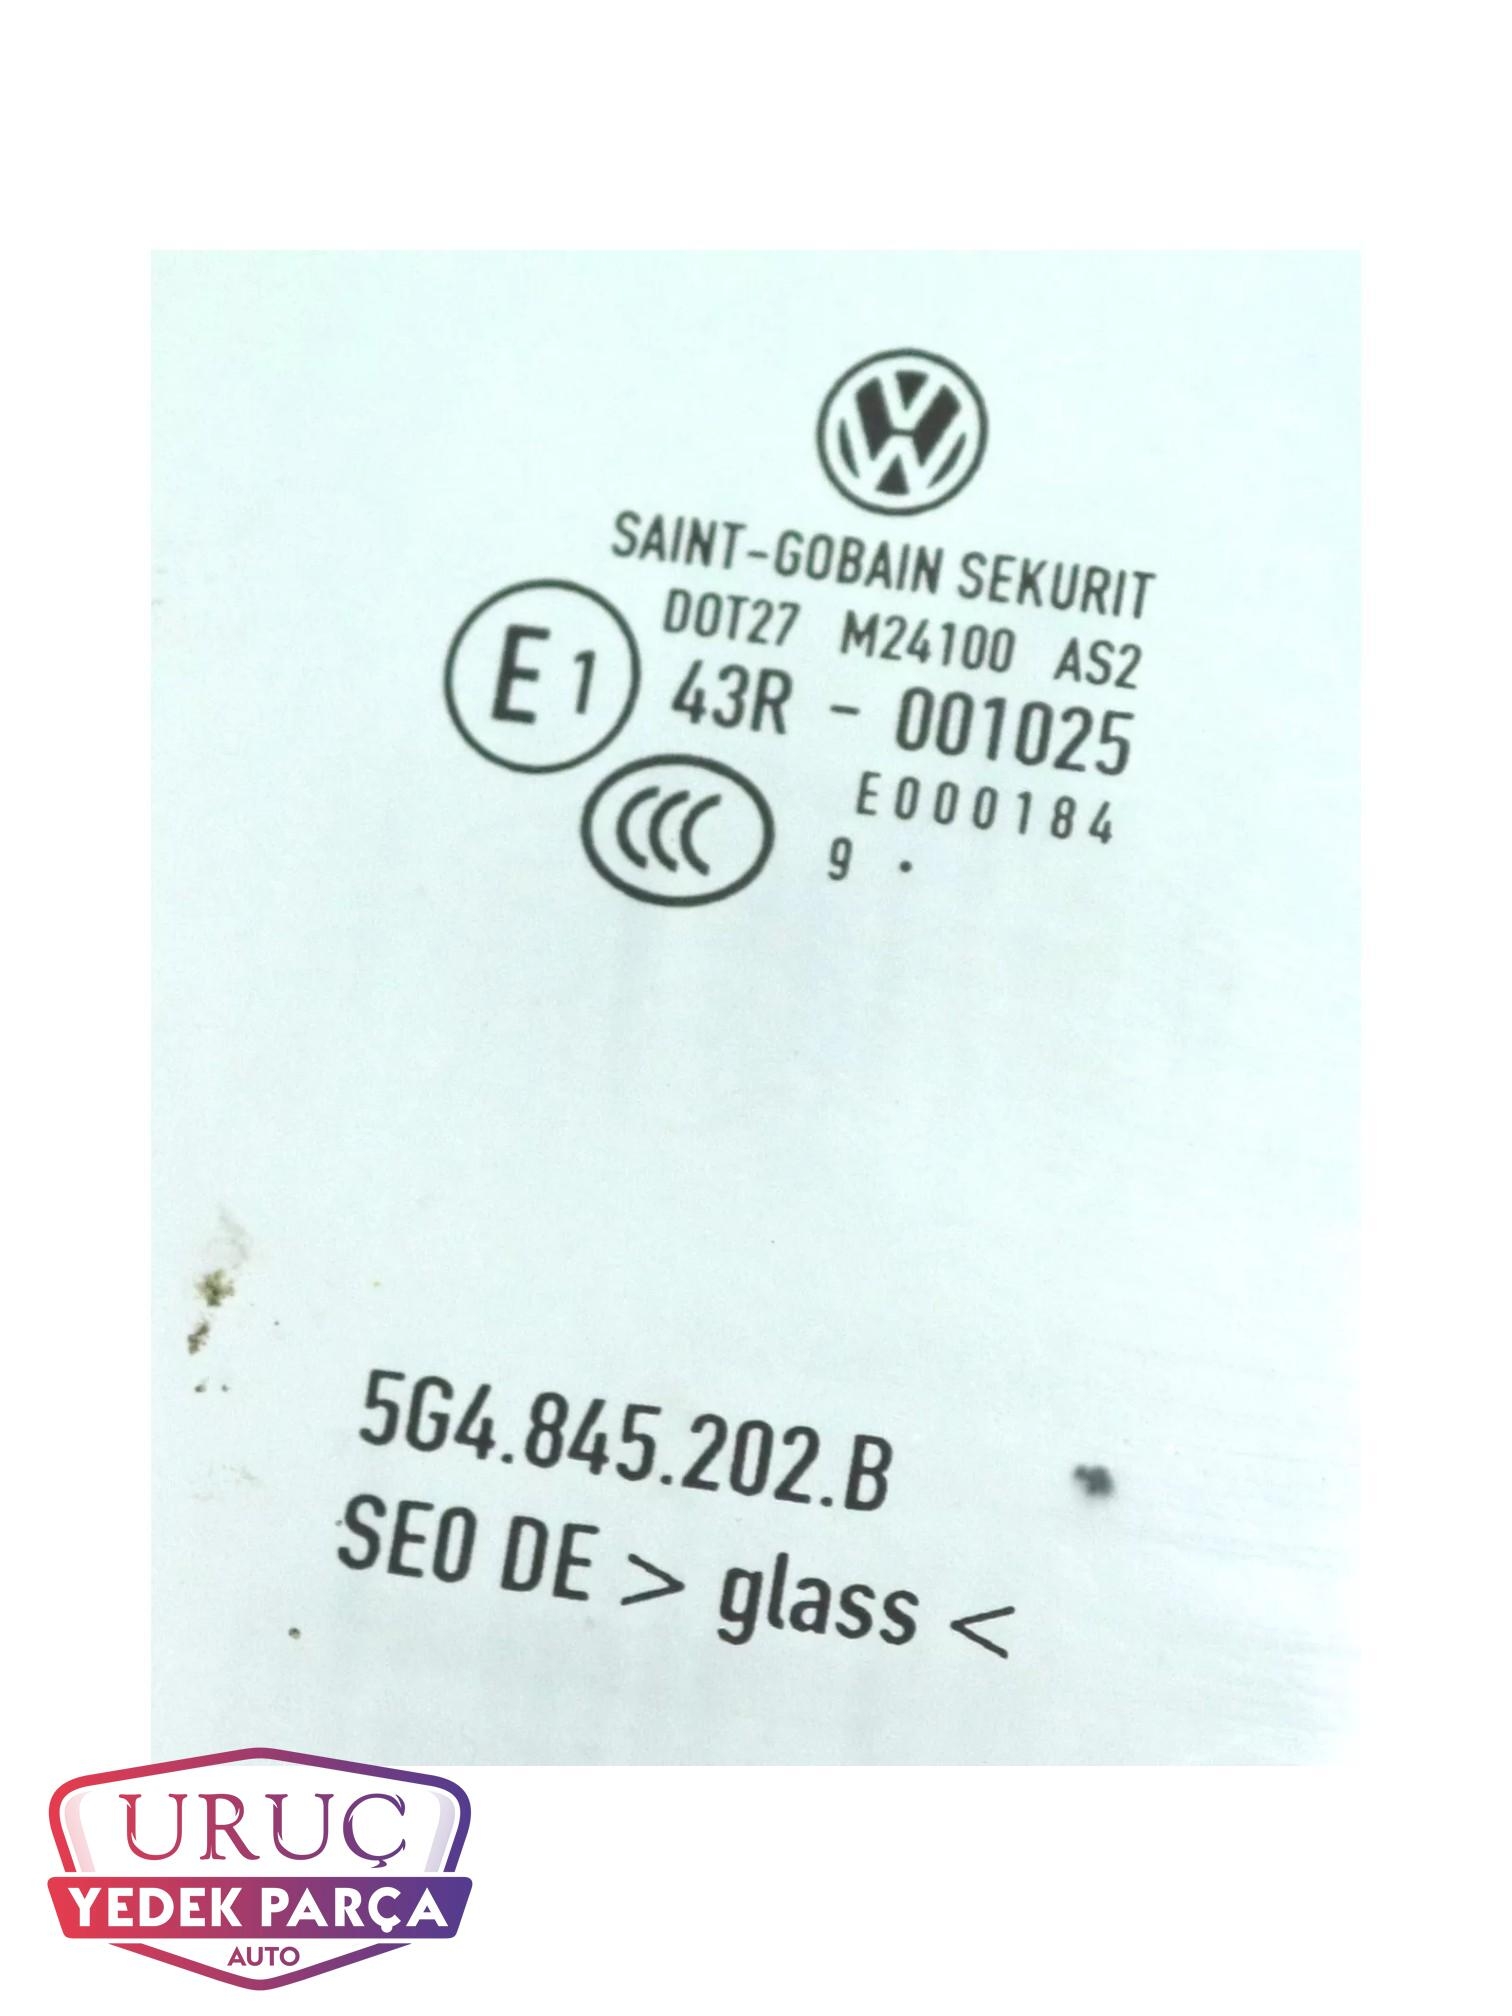 SAINT-GOBAIN SEKURIT
DOT27 M24100 AS2
E1 43R - 001025
E000184
CCC 9 .
5G4.845.202.B
SE0 DE > glass <
URUÇ
YEDEK PARÇA
AUTO